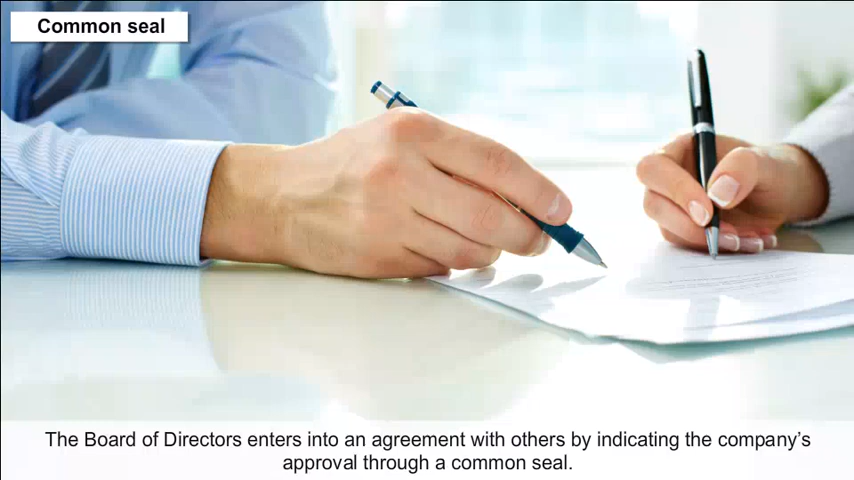 Common seal
The Board of Directors enters into an agreement with others by indicating the company’s
approval through a common seal.